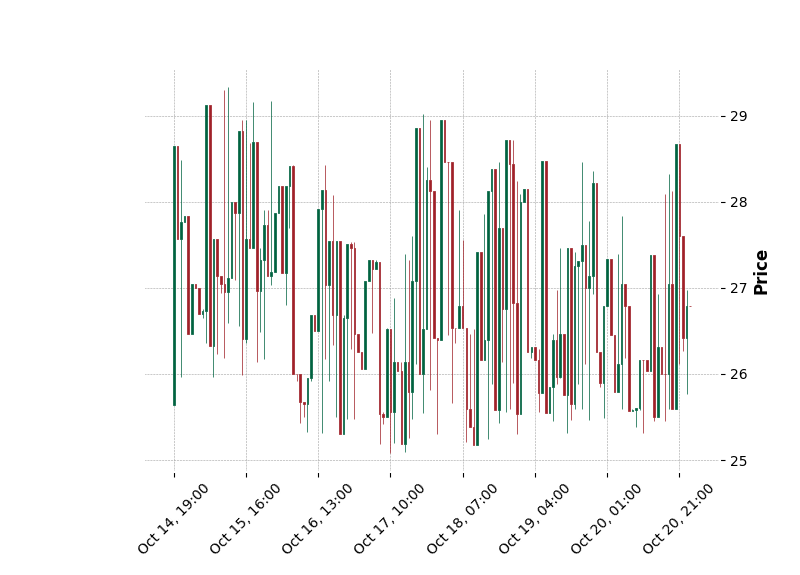 29
28
27
26
25
Price
Oct 14, 19:00
Oct 15, 16:00
Oct 16, 13:00
Oct 17, 10:00
Oct 18, 07:00
Oct 19, 04:00
Oct 20, 01:00
Oct 20, 21:00